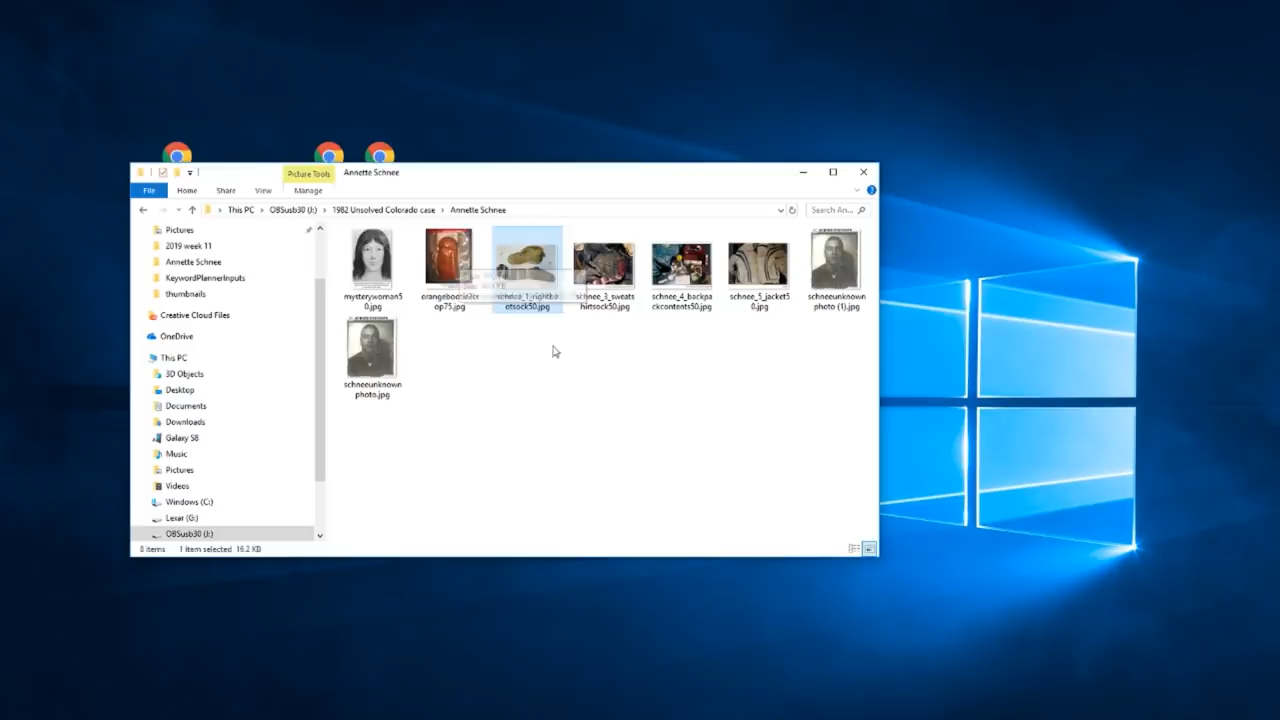 Picture Tools Annette Schnee
File Home Share View Manage
This PC > OBSusb30 (J:) > 1982 Unsolved Colorado case > Annette Schnee
Search An...
Pictures
2019 week 11
Annette Schnee
KeywordPlannerInputs
thumbnails
Creative Cloud Files
OneDrive
This PC
3D Objects
Desktop
Documents
Downloads
Galaxy S8
Music
Pictures
Videos
Windows (C:)
Lexar (G:)
OBSusb30 (J:)
mysterywoman5
0.jpg
op75.jpg
otsock50.jpg
schnee_3_sweats
hirtsock50.jpg
schnee_4_backpa
ckcontents50.jpg
schnee_5_jacket5
0.jpg
schneeunknown
photo (1).jpg
schneeunknown
photo.jpg
8 items 1 item selected 16.2 KB